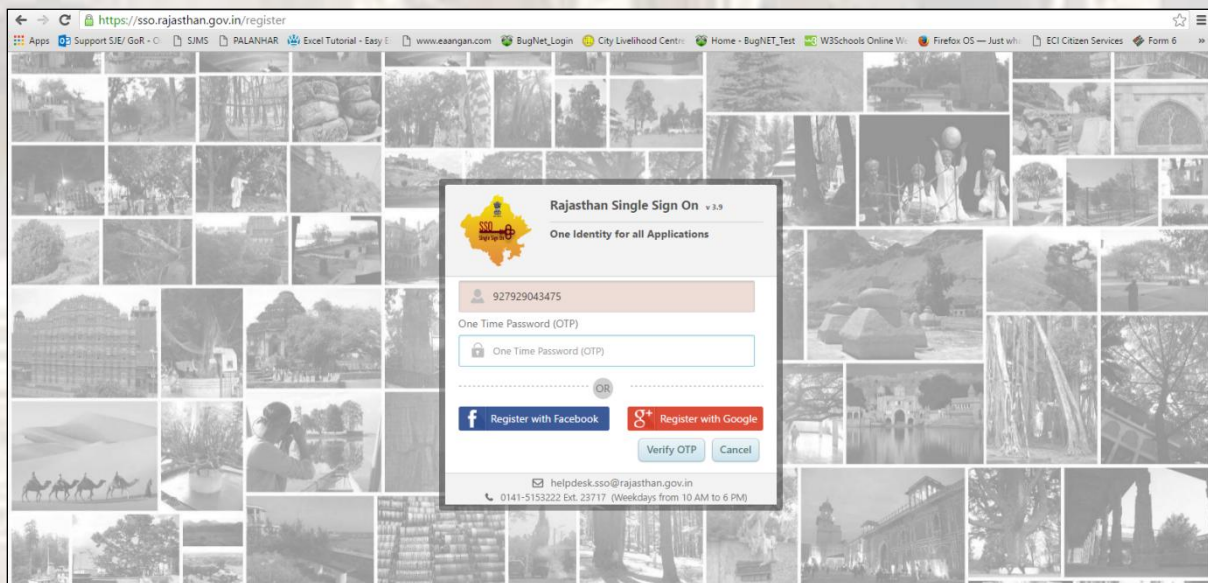 https://sso.rajasthan.gov.in/register
Apps Support SJE/ GoR - O SJMS PALANHAR Excel Tutorial - Easy E www.eaangan.com BugNet_Login City Livelihood Centre Home - BugNET_Test W3Schools Online W Firefox OS — Just wh ECI Citizen Services Form 6 »
Rajasthan Single Sign On v 3.9
SSO
Single Sign On
One Identity for all Applications
927929043475
One Time Password (OTP)
One Time Password (OTP)
OR
f Register with Facebook g+ Register with Google
Verify OTP Cancel
helpdesk.sso@rajasthan.gov.in
0141-5153222 Ext. 23717 (Weekdays from 10 AM to 6 PM)